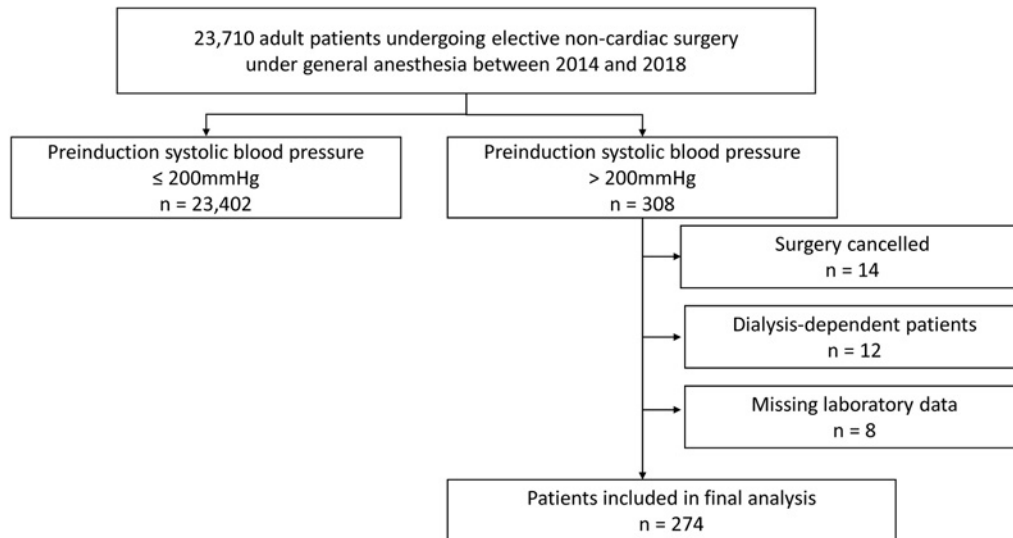 23,710 adult patients undergoing elective non-cardiac surgery
under general anesthesia between 2014 and 2018
Preinduction systolic blood pressure
≤ 200mmHg
n = 23,402
Preinduction systolic blood pressure
> 200mmHg
n = 308
Surgery cancelled
n = 14
Dialysis-dependent patients
n = 12
Missing laboratory data
n = 8
Patients included in final analysis
n = 274